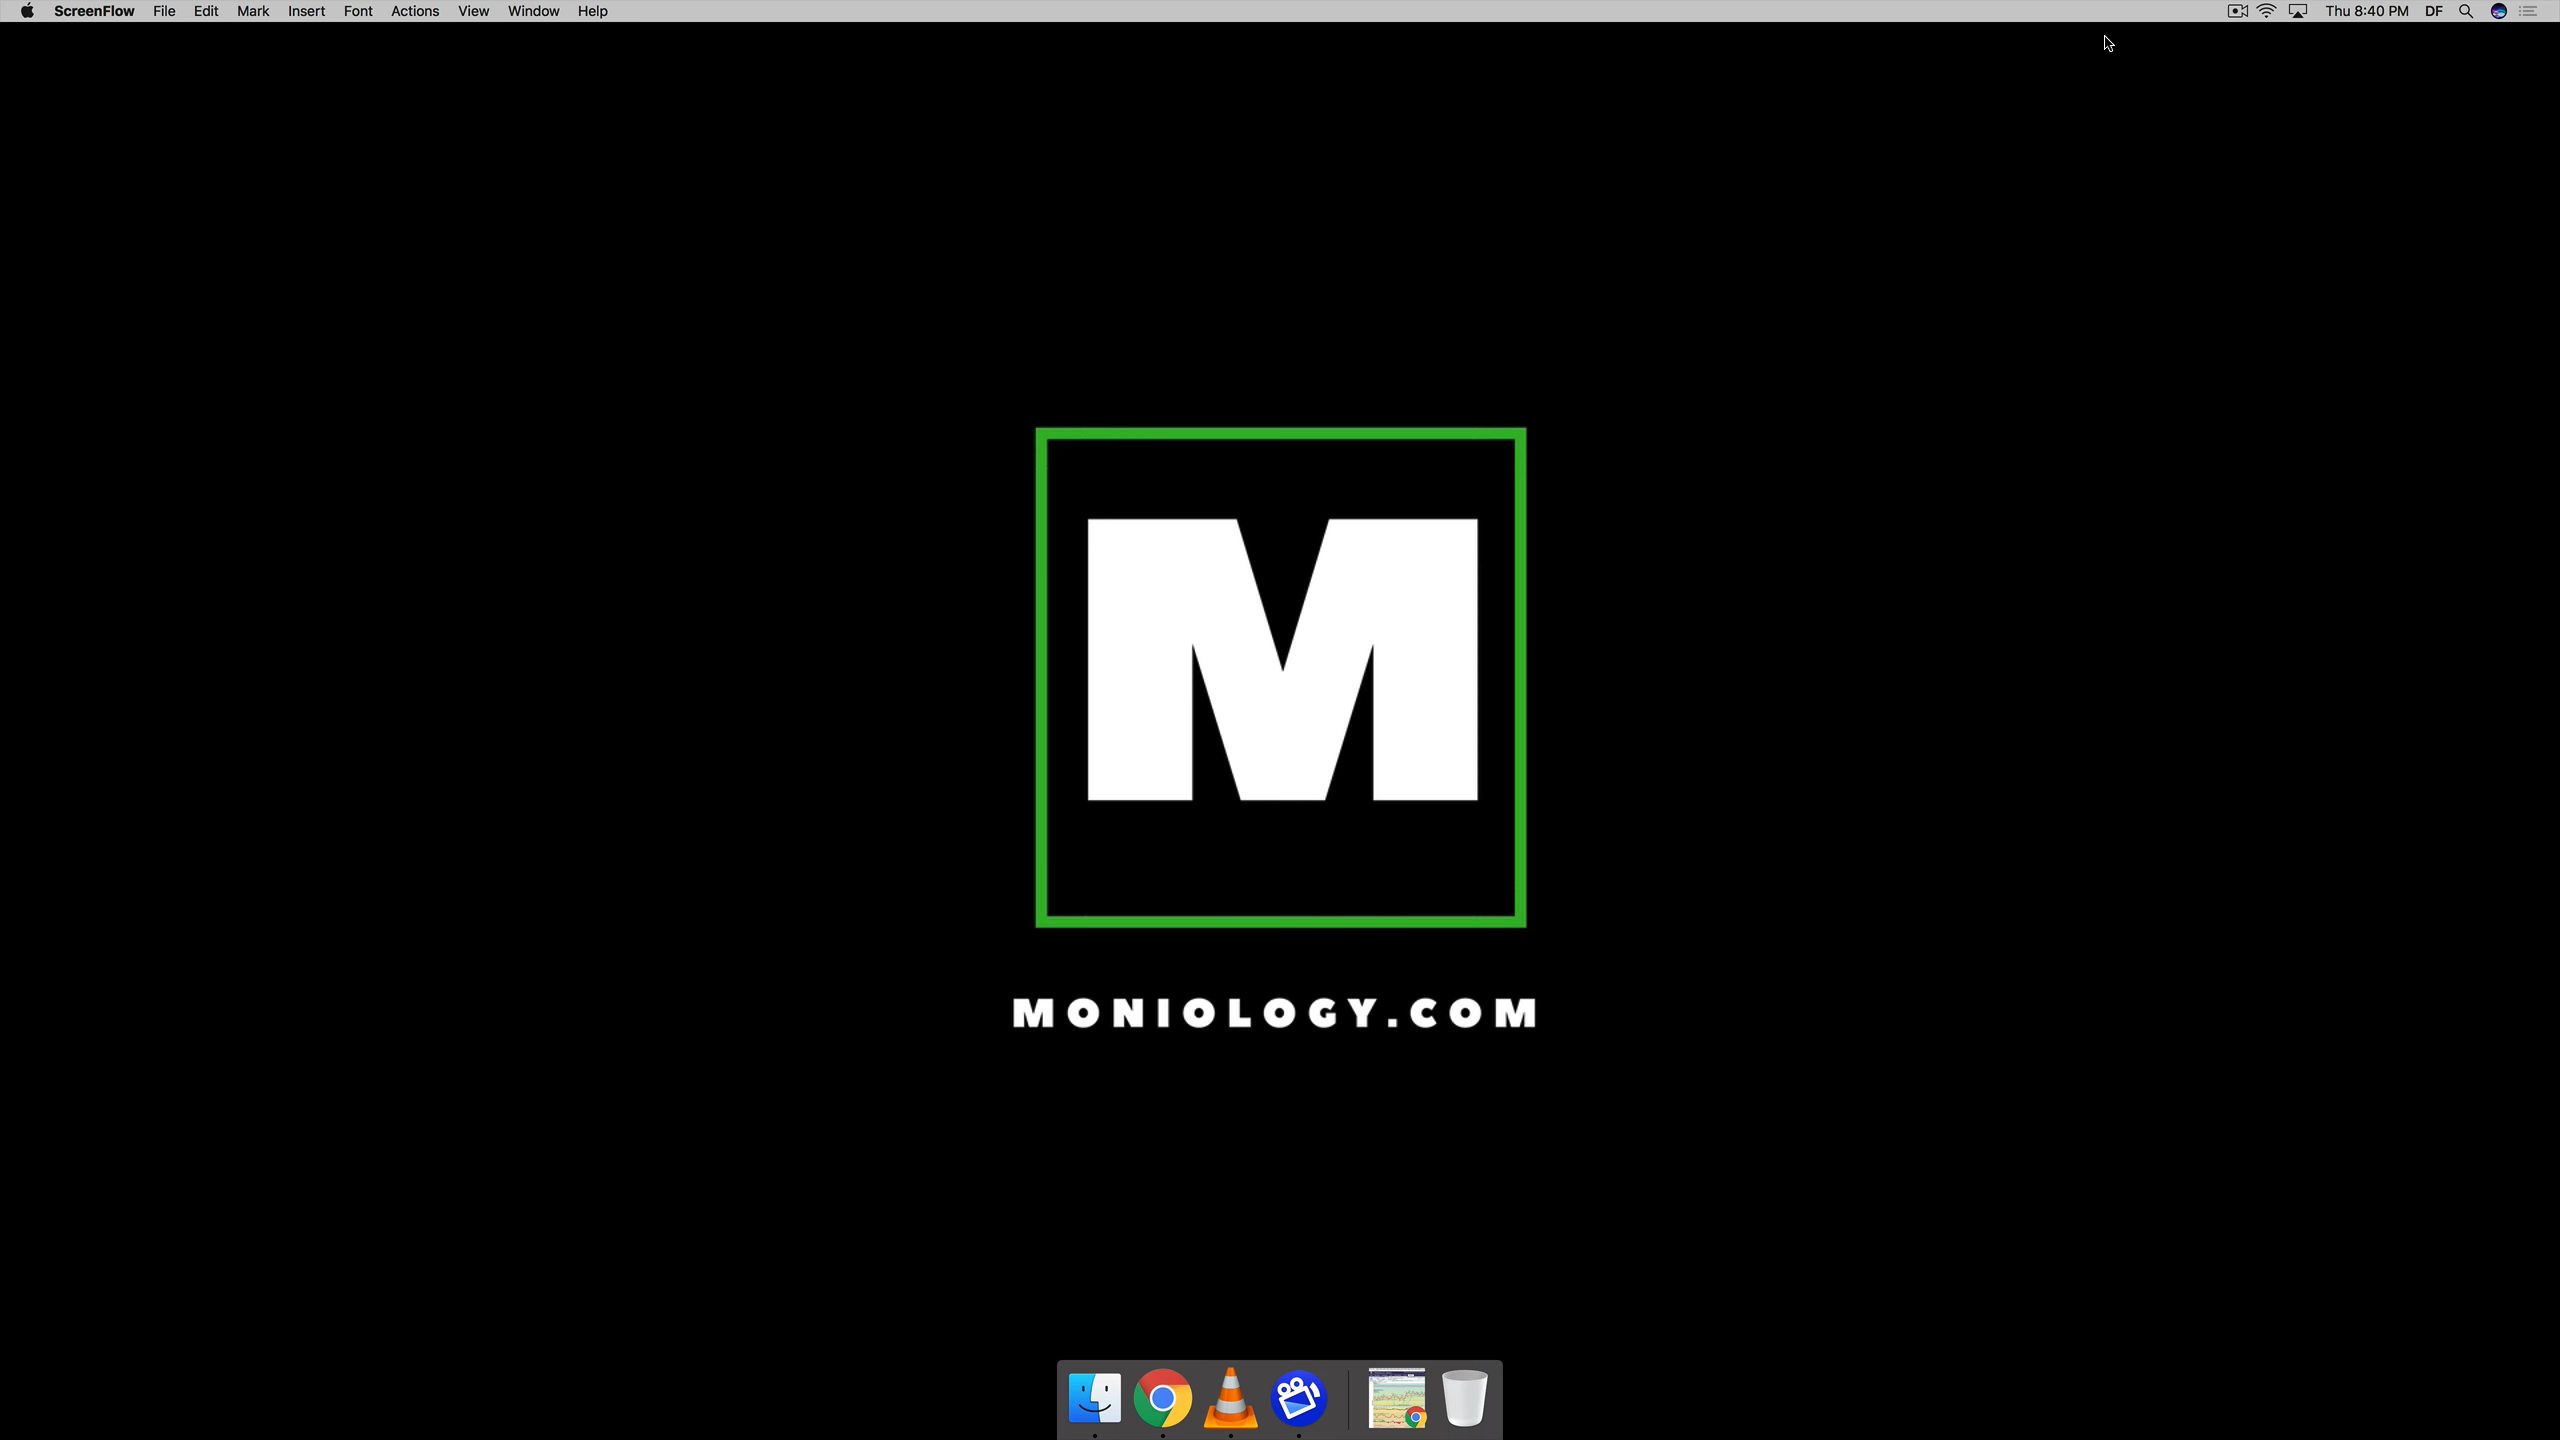 ScreenFlow File Edit Mark Insert Font Actions View Window Help Thu 8:40 PM DF
M
MONIOLOGY.COM